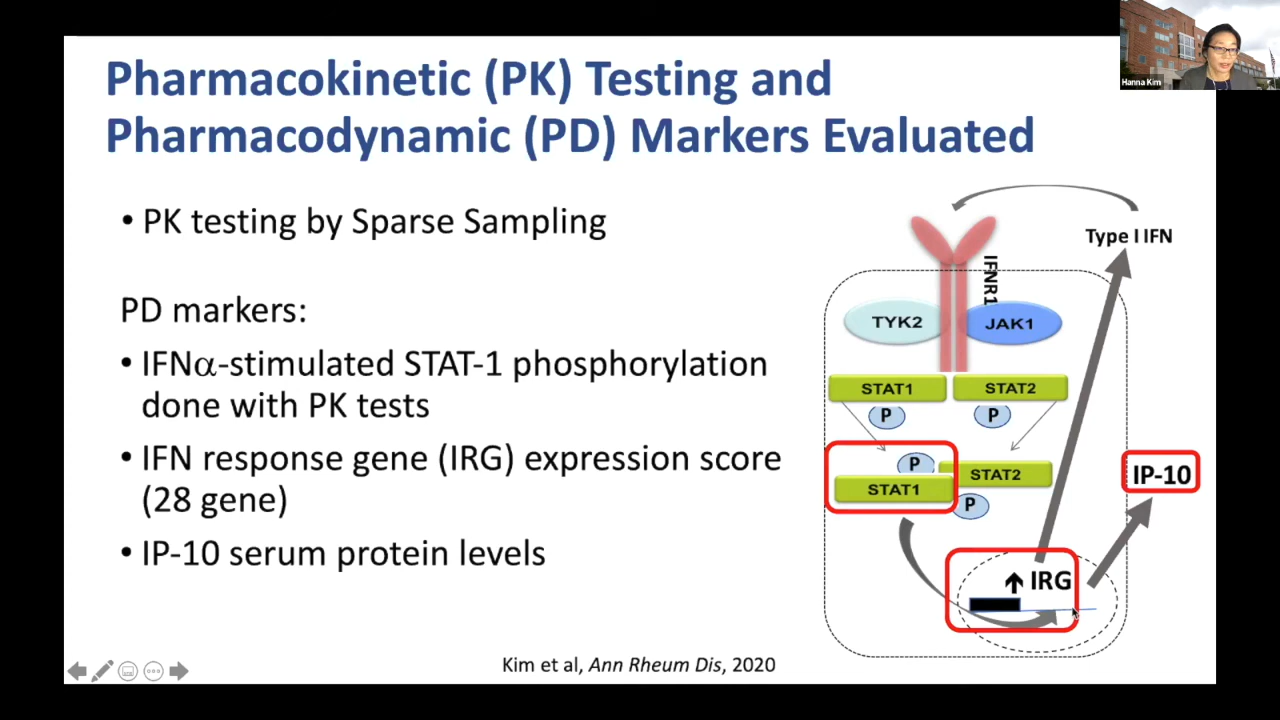 Hanna Kim
Pharmacokinetic (PK) Testing and
Pharmacodynamic (PD) Markers Evaluated
• PK testing by Sparse Sampling
PD markers:
• IFNα-stimulated STAT-1 phosphorylation
done with PK tests
• IFN response gene (IRG) expression score
(28 gene)
• IP-10 serum protein levels
Type I IFN
IFNR1
TYK2
JAK1
STAT1
STAT2
P
P
P
STAT1
STAT2
P
IP-10
IRG
Kim et al, Ann Rheum Dis, 2020